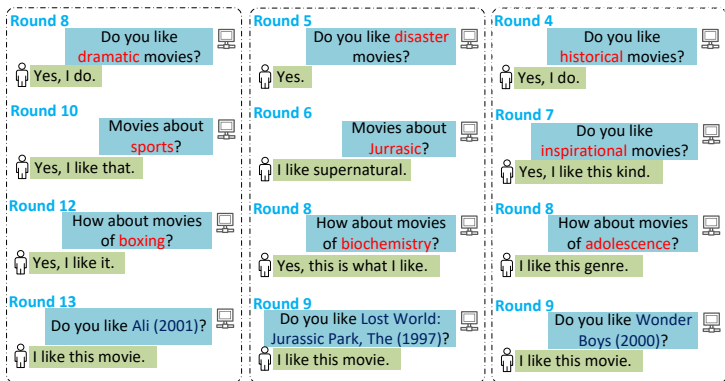 Round 8
Do you like
dramatic movies?
Yes, I do.
Round 10
Movies about
sports?
Yes, I like that.
Round 12
How about movies
of boxing?
Yes, I like it.
Round 13
Do you like Ali (2001)?
I like this movie.
Round 5
Do you like disaster
movies?
Yes.
Round 6
Movies about
Jurrasic?
I like supernatural.
Round 8
How about movies
of biochemistry?
Yes, this is what I like.
Round 9
Do you like Lost World:
Jurassic Park, The (1997)?
I like this movie.
Round 4
Do you like
historical movies?
Yes, I do.
Round 7
Do you like
inspirational movies?
Yes, I like this kind.
Round 8
How about movies
of adolescence?
I like this genre.
Round 9
Do you like Wonder
Boys (2000)?
I like this movie.